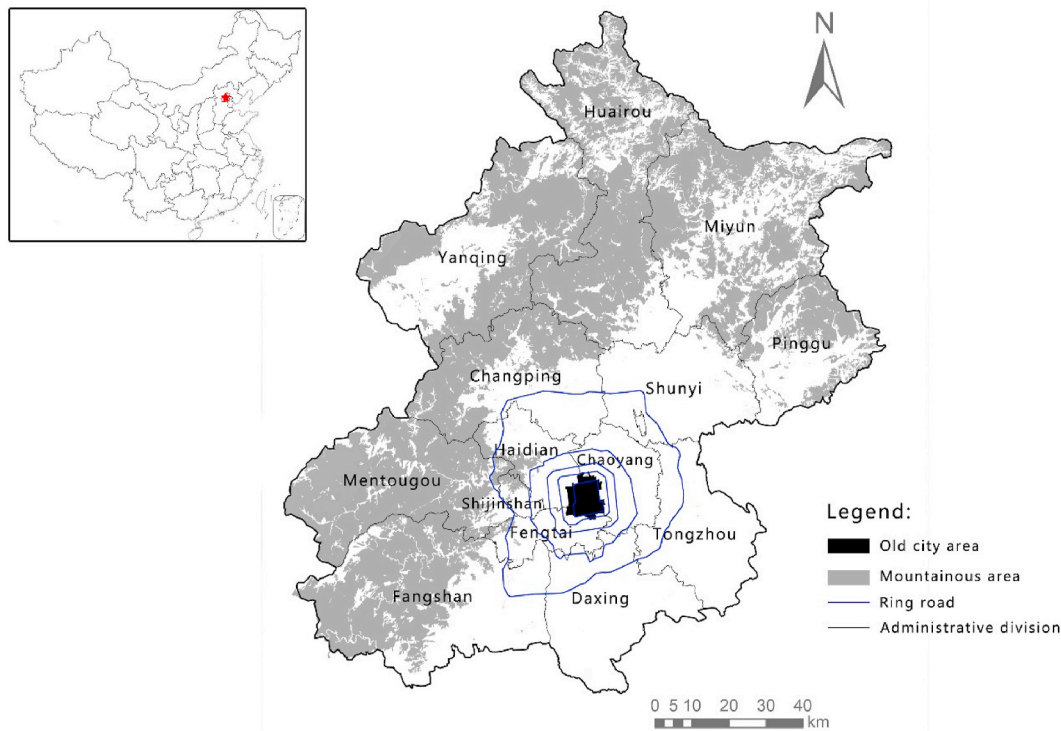 N
Huairou
Miyun
Yanqing
Pinggu
Changping
Shunyi
Haidian
Chaoyang
Mentougou
Shijinshan
Fengtai
Tongzhou
Fangshan
Daxing
Legend:
Old city area
Mountainous area
Ring road
Administrative division
0 5 10 20 30 40
km